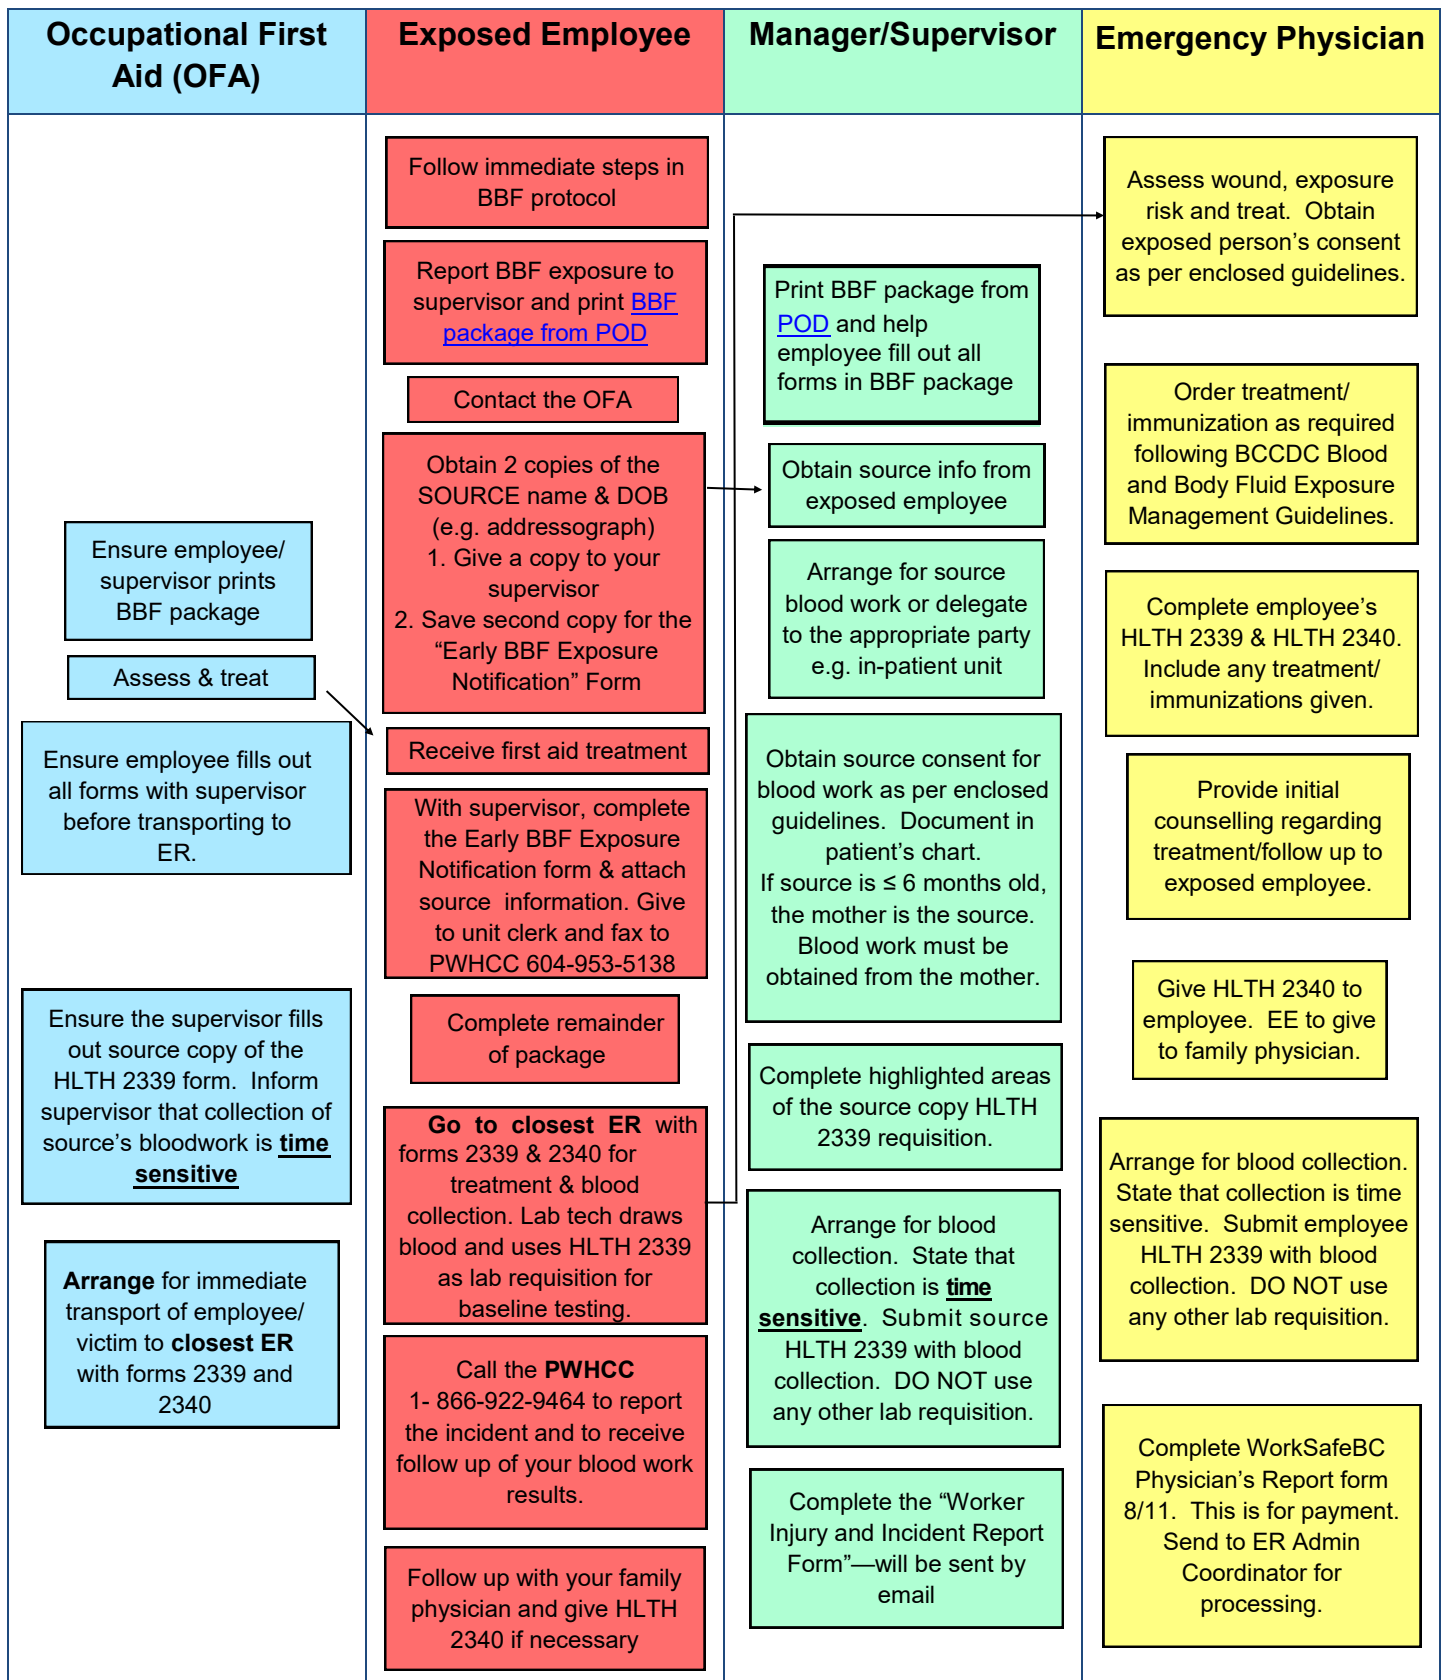 Occupational First
Aid (OFA)
Exposed Employee
Manager/Supervisor
Emergency Physician
Ensure employee/
supervisor prints
BBF package
Assess & treat
Ensure employee fills out
all forms with supervisor
before transporting to
ER.
Ensure the supervisor fills
out source copy of the
HLTH 2339 form. Inform
supervisor that collection of
source's bloodwork is time
sensitive
Arrange for immediate
transport of employee/
victim to closest ER
with forms 2339 and
2340
Follow immediate steps in
BBF protocol
Report BBF exposure to
supervisor and print BBF
package from POD
Contact the OFA
Obtain 2 copies of the
SOURCE name & DOB
(e.g. addressograph)
1. Give a copy to your
supervisor
2. Save second copy for the
“Early BBF Exposure
Notification” Form
Receive first aid treatment
With supervisor, complete
the Early BBF Exposure
Notification form & attach
source information. Give
to unit clerk and fax to
PWHCC 604-953-5138
Complete remainder
of package
Go to closest ER with
forms 2339 & 2340 for
treatment & blood
collection. Lab tech draws
blood and uses HLTH 2339
as lab requisition for
baseline testing.
Call the PWHCC
1- 866-922-9464 to report
the incident and to receive
follow up of your blood work
results.
Follow up with your family
physician and give HLTH
2340 if necessary
Print BBF package from
POD and help
employee fill out all
forms in BBF package
Obtain source info from
exposed employee
Arrange for source
blood work or delegate
to the appropriate party
e.g. in-patient unit
Obtain source consent for
blood work as per enclosed
guidelines. Document in
patient's chart.
If source is ≤ 6 months old,
the mother is the source.
Blood work must be
obtained from the mother.
Complete highlighted areas
of the source copy HLTH
2339 requisition.
Arrange for blood
collection. State that
collection is time
sensitive. Submit source
HLTH 2339 with blood
collection. DO NOT use
any other lab requisition.
Complete the “Worker
Injury and Incident Report
Form”—will be sent by
email
Assess wound, exposure
risk and treat. Obtain
exposed person's consent
as per enclosed guidelines.
Order treatment/
immunization as required
following BCCDC Blood
and Body Fluid Exposure
Management Guidelines.
Complete employee's
HLTH 2339 & HLTH 2340.
Include any treatment/
immunizations given.
Provide initial
counselling regarding
treatment/follow up to
exposed employee.
Give HLTH 2340 to
employee. EE to give
to family physician.
Arrange for blood collection.
State that collection is time
sensitive. Submit employee
HLTH 2339 with blood
collection. DO NOT use
any other lab requisition.
Complete WorkSafeBC
Physician's Report form
8/11. This is for payment.
Send to ER Admin
Coordinator for
processing.